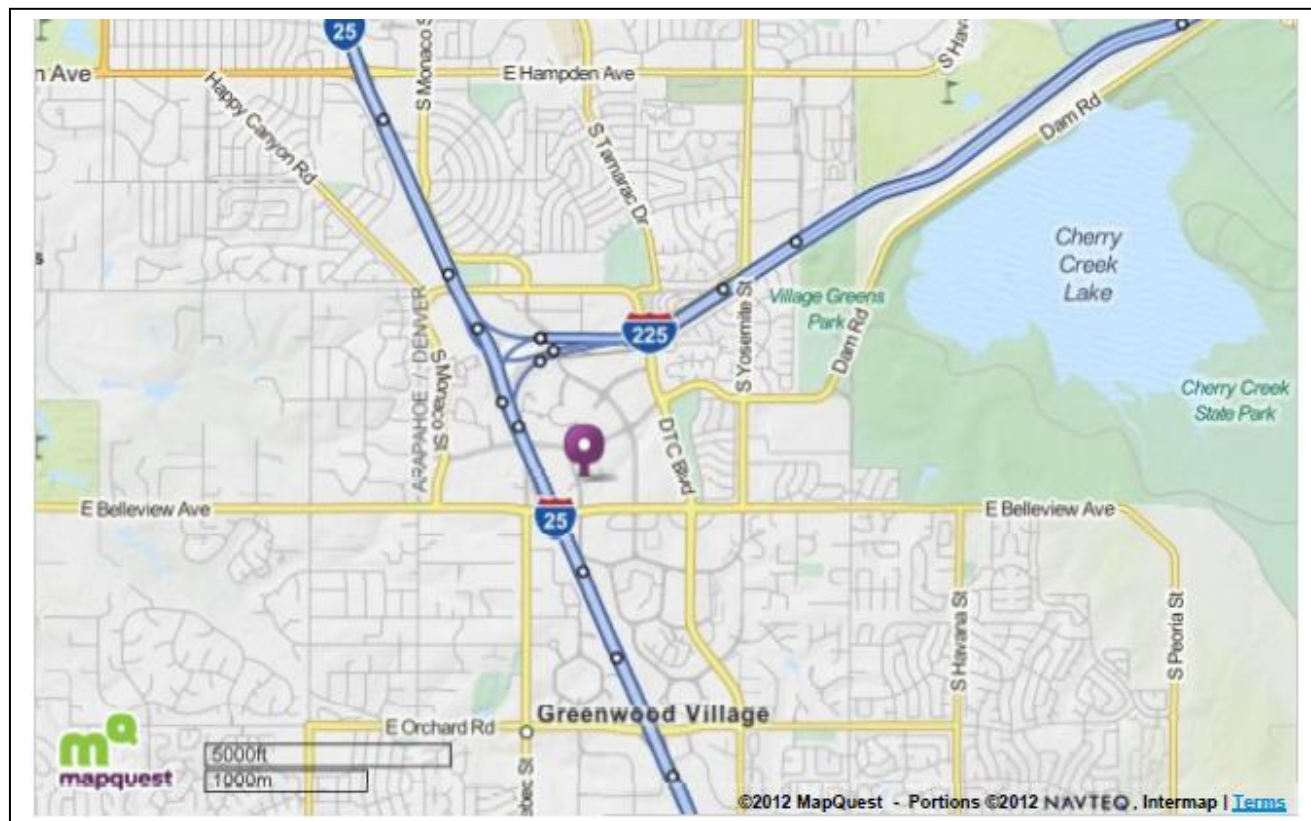 25
S Monaco S
S Hava
n Ave
E Hampden Ave
Happy Canyon Rd
S Tamarac Dr
Dam Rd
Cherry
Creek
Lake
s
ARAPAHOE / DENVER
225
S Yosemite St
Village Greens
Park
Dam Rd
S Monaco St
Cherry Creek
State Park
DTC Blvd
E Belleview Ave
25
E Belleview Ave
S Havana St
S Peoria St
Greenwood Village
E Orchard Rd
mq
mapquest
5000ft
1000m
ebec St
©2012 MapQuest - Portions ©2012 NAVTEQ, Intermap | Terms